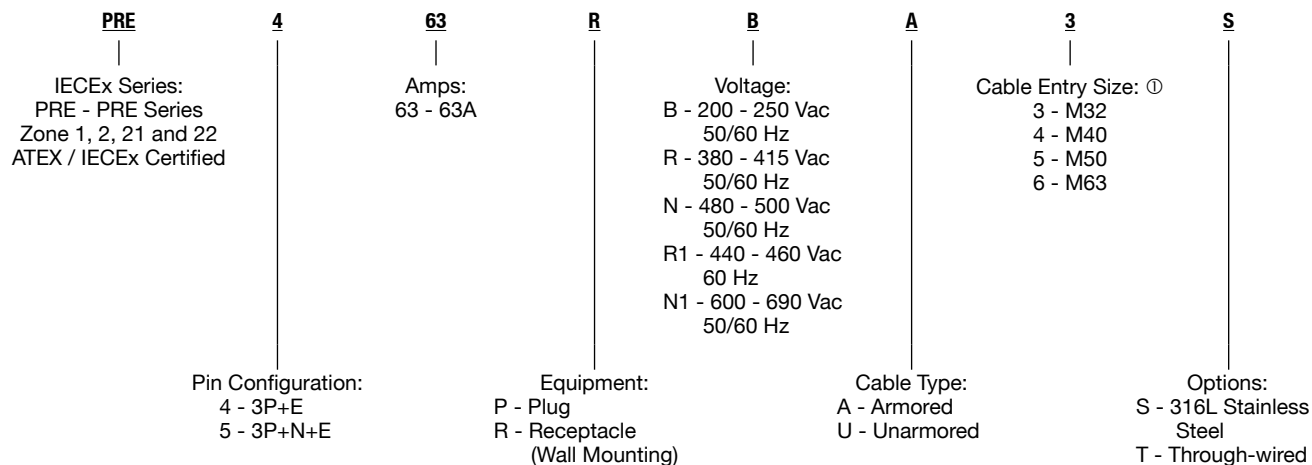 PRE 4 63 R B A 3 S
IECEx Series:
PRE - PRE Series
Zone 1, 2, 21 and 22
ATEX / IECEx Certified
Amps:
63 - 63A
Voltage:
B - 200 - 250 Vac
50/60 Hz
R - 380 - 415 Vac
50/60 Hz
N - 480 - 500 Vac
50/60 Hz
R1 - 440 - 460 Vac
60 Hz
N1 - 600 - 690 Vac
50/60 Hz
Cable Entry Size: ①
3 - M32
4 - M40
5 - M50
6 - M63
Pin Configuration:
4 - 3P+E
5 - 3P+N+E
Equipment:
P - Plug
R - Receptacle
(Wall Mounting)
Cable Type:
A - Armored
U - Unarmored
Options:
S - 316L Stainless
Steel
T - Through-wired